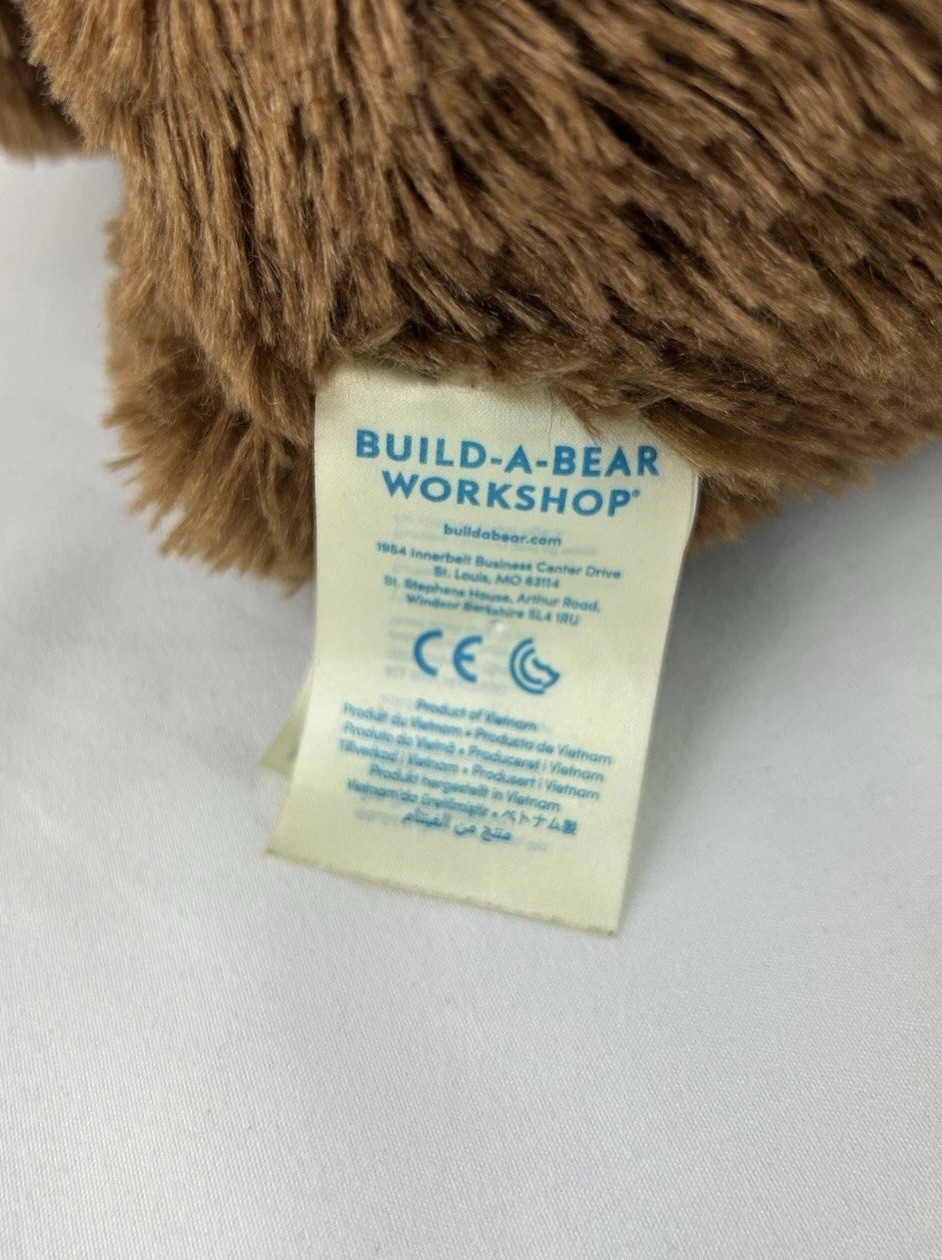 BUILD-A-BEAR
WORKSHOP®
buildabear.com
1954 Innerbelt Business Center Drive
St. Louis, MO 63114
St. Stephens House, Arthur Road,
Windsor Berkshire SL4 1RU
CE
Product of Vietnam
Produit du Vietnam • Producto de Vietnam
Produto do Vietnã • Produceret i Vietnam
Tillverkad i Vietnam • Produsert i Vietnam
Produkt hergestellt in Vietnam
Vietnam'da üretilmiştir • ベトナム製
منتج من الفيتنام